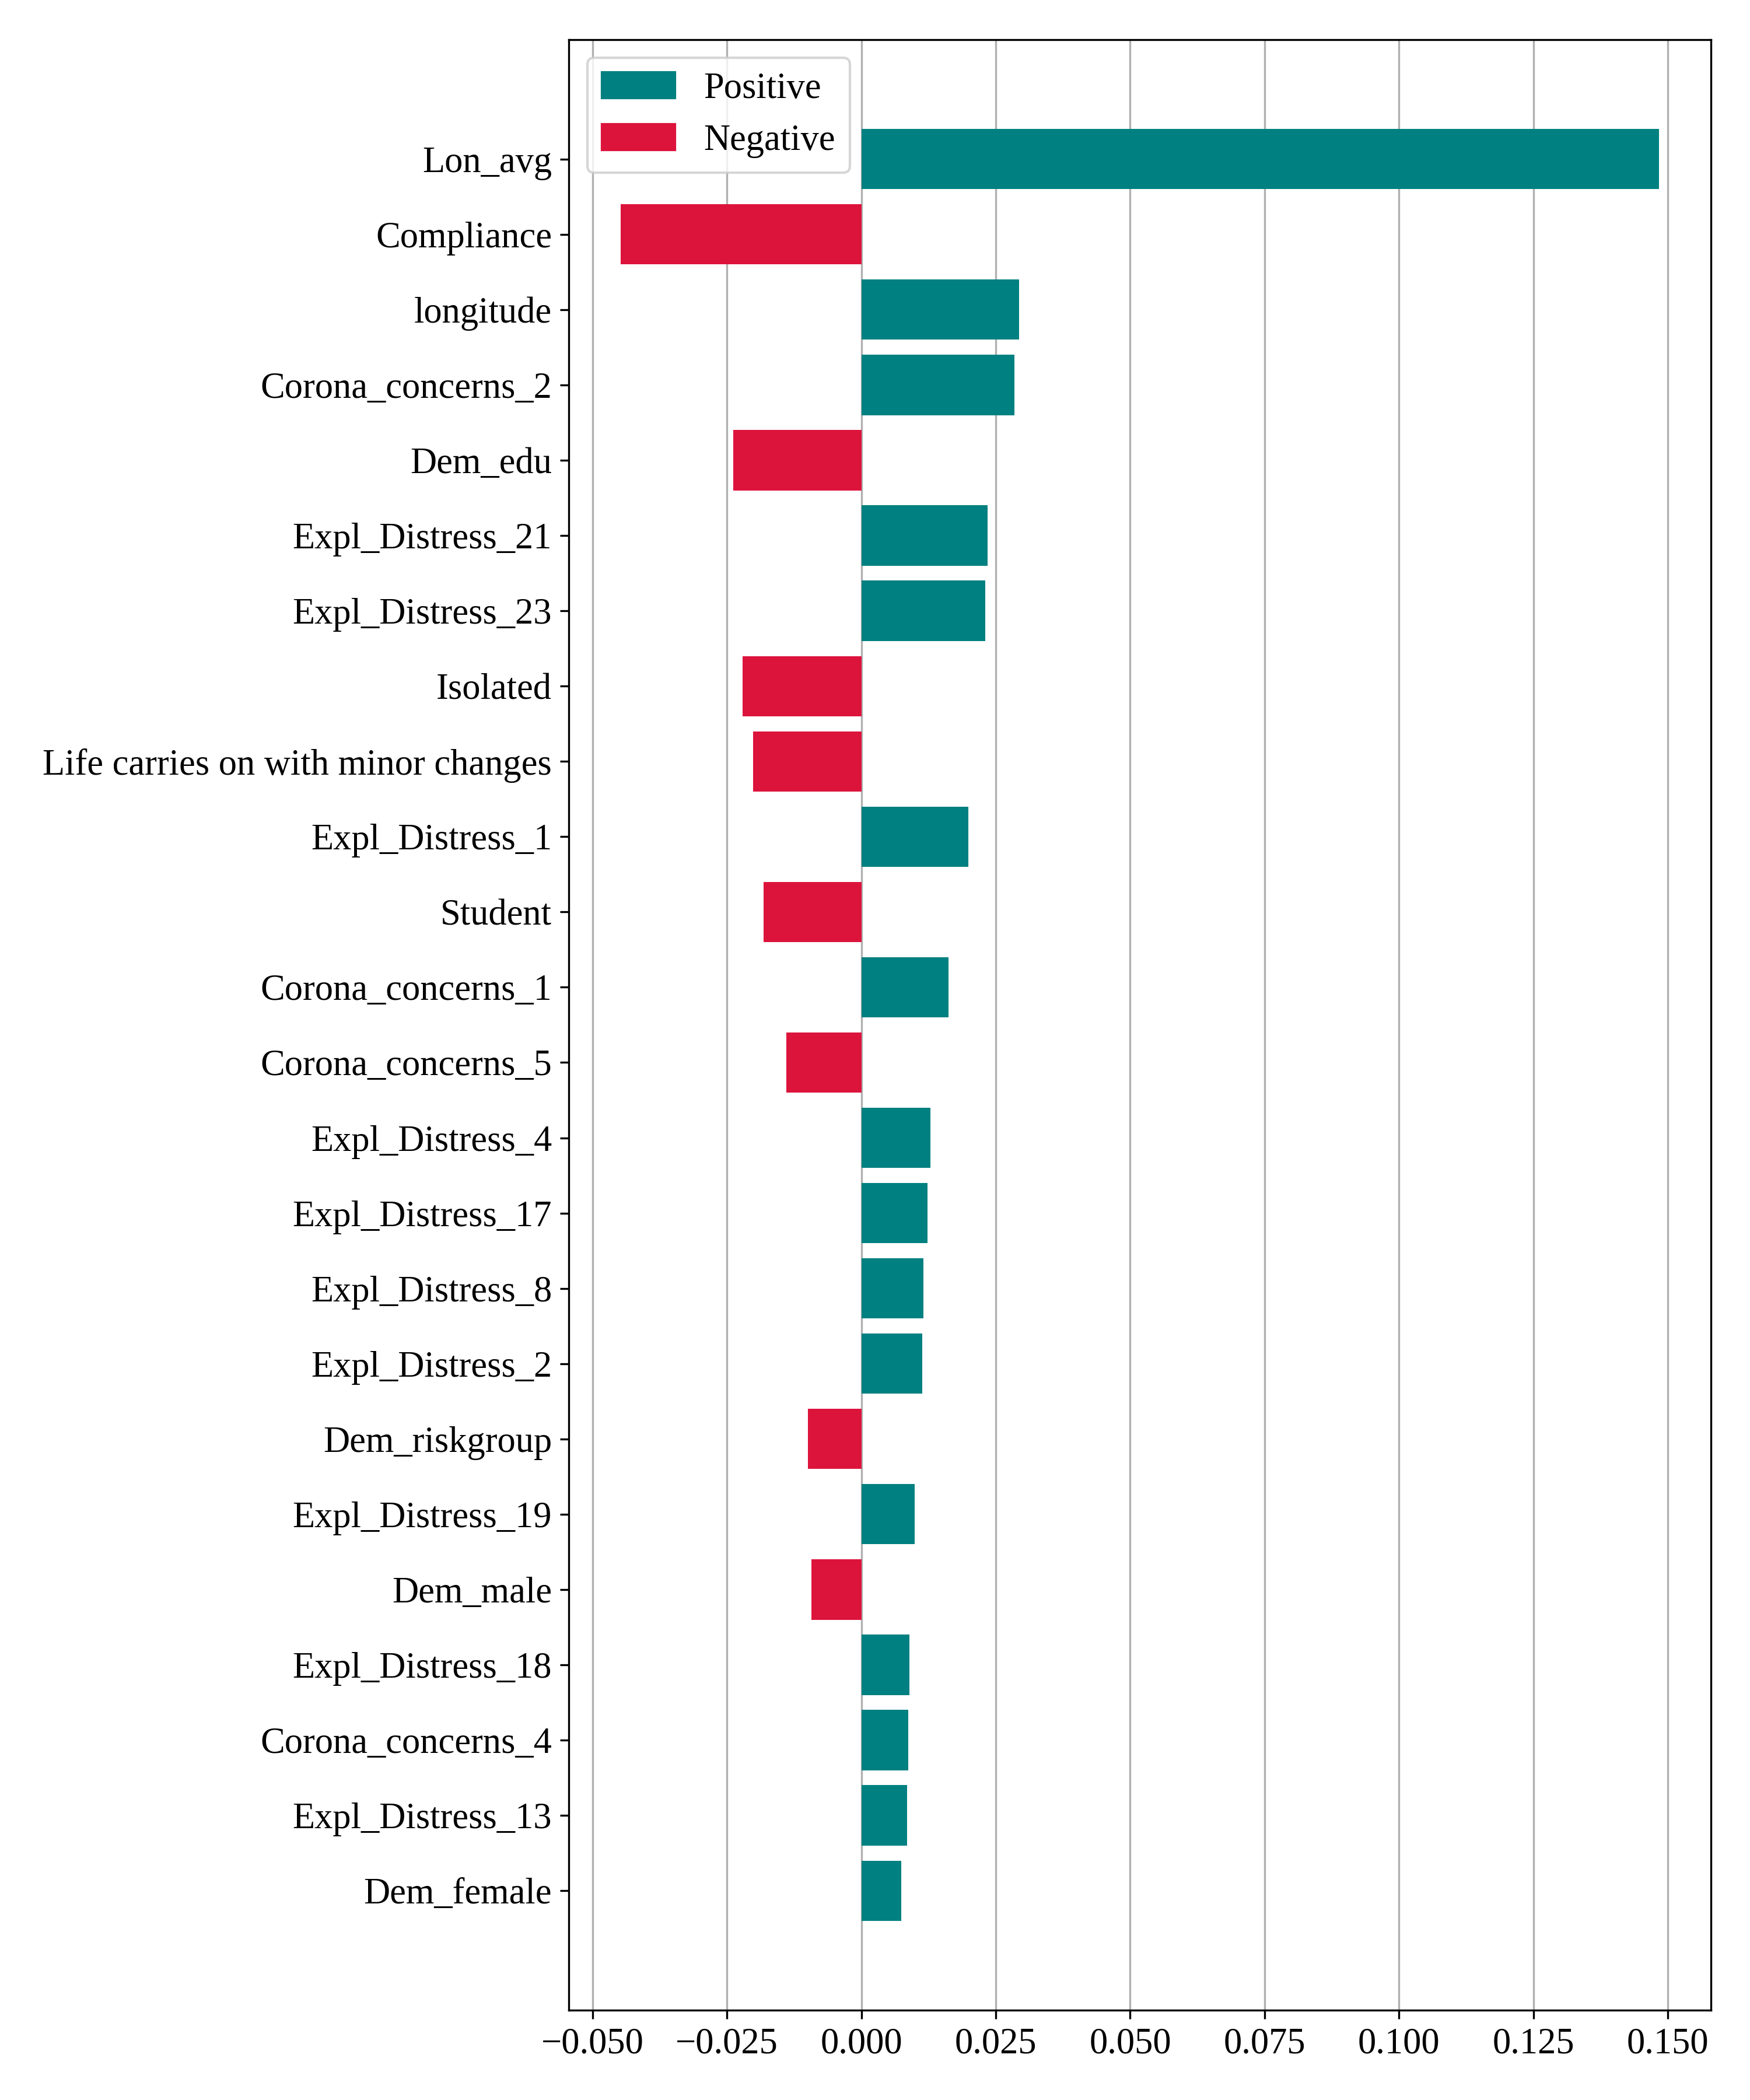 Positive
Negative
Lon_avg
Compliance
longitude
Corona_concerns_2
Dem_edu
Expl_Distress_21
Expl_Distress_23
Isolated
Life carries on with minor changes
Expl_Distress_1
Student
Corona_concerns_1
Corona_concerns_5
Expl_Distress_4
Expl_Distress_17
Expl_Distress_8
Expl_Distress_2
Dem_riskgroup
Expl_Distress_19
Dem_male
Expl_Distress_18
Corona_concerns_4
Expl_Distress_13
Dem_female
−0.050 −0.025 0.000 0.025 0.050 0.075 0.100 0.125 0.150